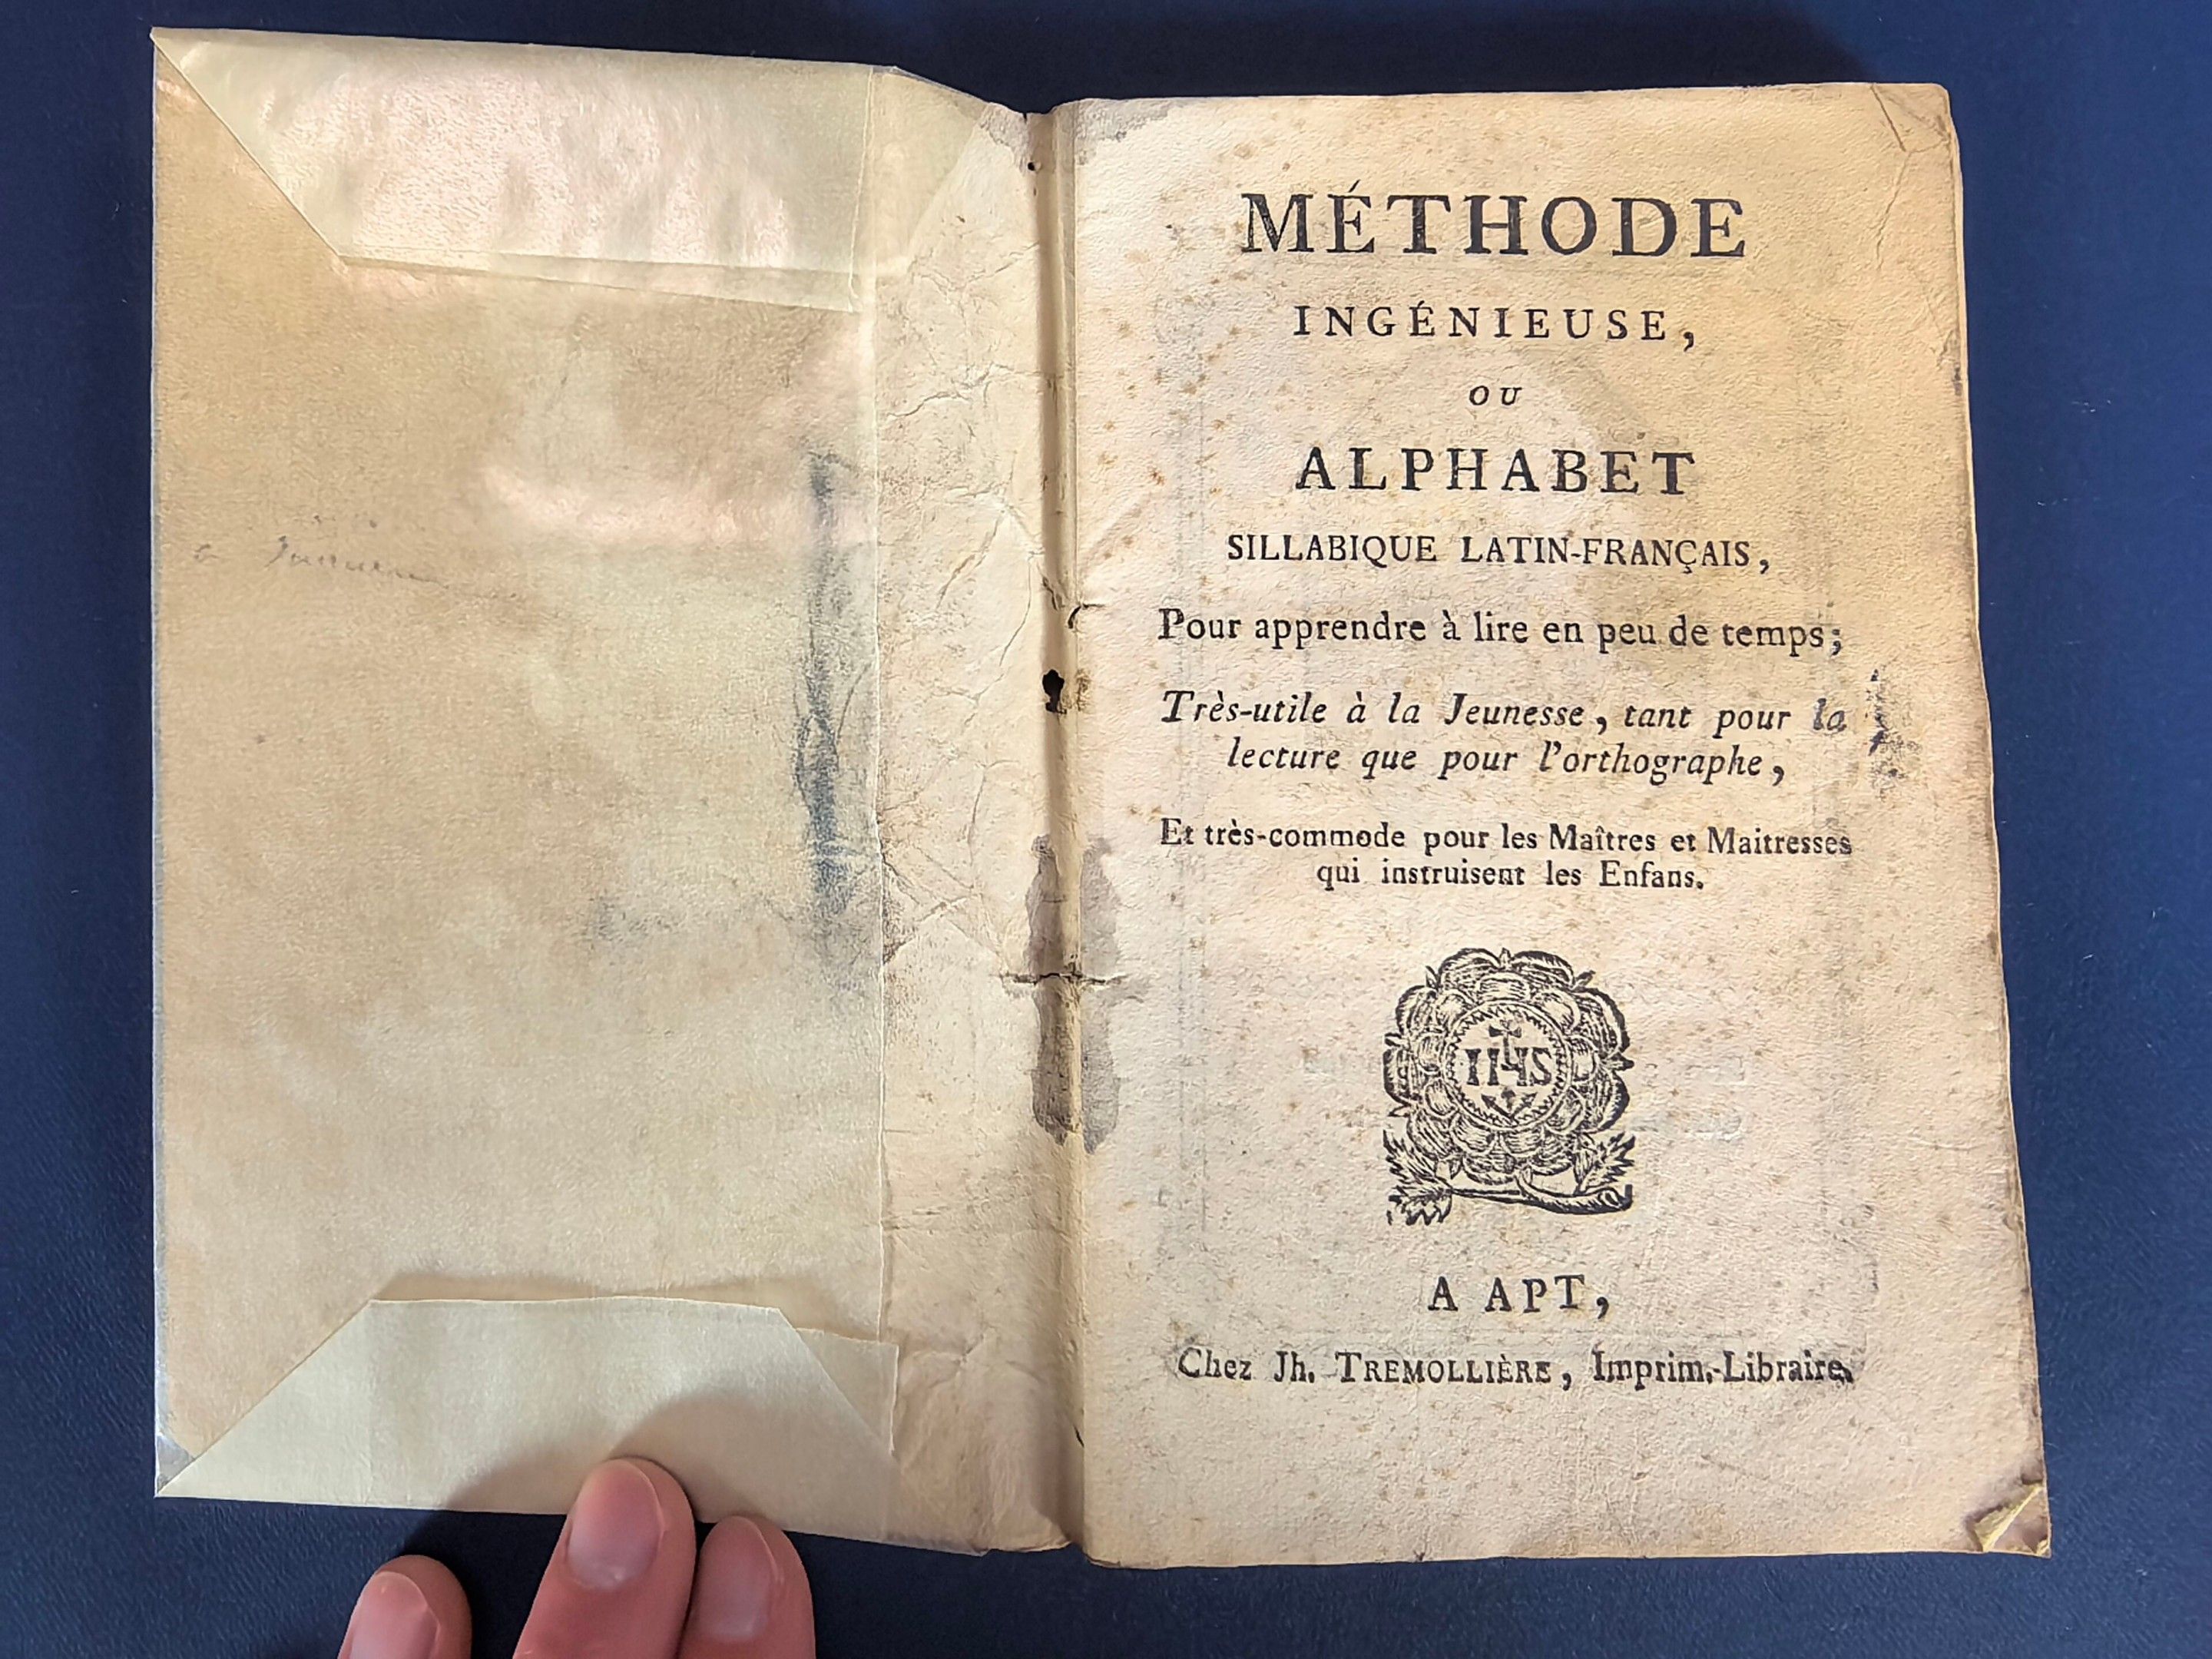 MÉTHODE
INGÉNIEUSE,
OU
ALPHABET
SILLABIQUE LATIN-FRANÇAIS,
Pour apprendre à lire en peu de temps;
Très-utile à la Jeunesse, tant pour la
lecture que pour l'orthographe,
Et très-commode pour les Maîtres et Maitresses
qui instruisent les Enfans.
IHS
A APT,
Chez Jh. TREMOLLIÈRE, Imprim.-Libraire.